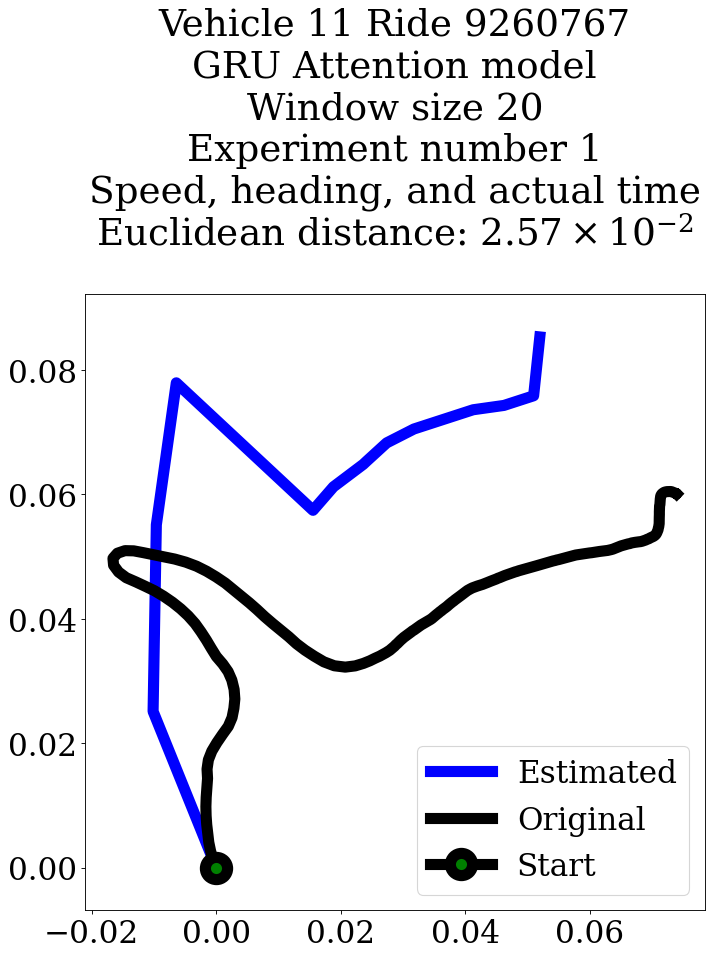 Vehicle 11 Ride 9260767
GRU Attention model
Window size 20
Experiment number 1
Speed, heading, and actual time
Euclidean distance: 2.57 × 10⁻²
0.08
0.06
0.04
0.02
0.00
Estimated
Original
Start
−0.02 0.00 0.02 0.04 0.06